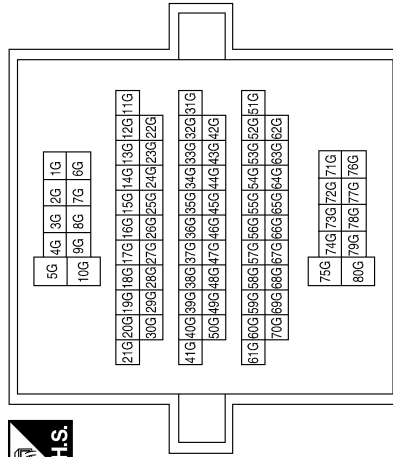 5G 4G 3G 2G 1G
10G 9G 8G 7G 6G
21G 20G 19G 18G 17G 16G 15G 14G 13G 12G 11G
30G 29G 28G 27G 26G 25G 24G 23G 22G
41G 40G 39G 38G 37G 36G 35G 34G 33G 32G 31G
50G 49G 48G 47G 46G 45G 44G 43G 42G
61G 60G 59G 58G 57G 56G 55G 54G 53G 52G 51G
70G 69G 68G 67G 66G 65G 64G 63G 62G
75G 74G 73G 72G 71G
80G 79G 78G 77G 76G
H.S.